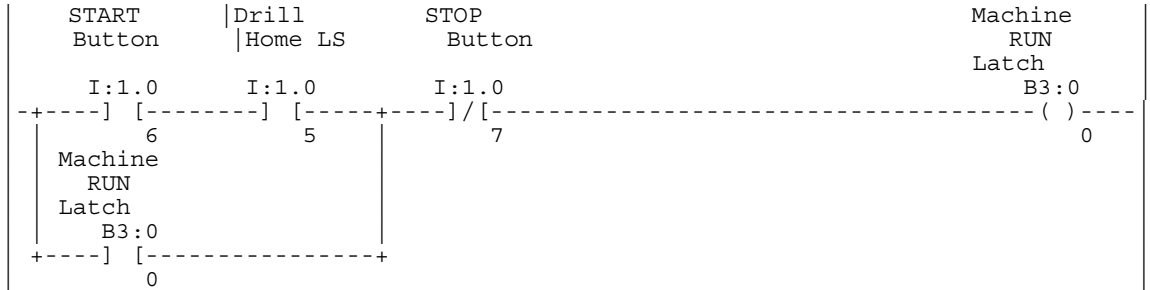 START |Drill STOP Machine
Button |Home LS Button RUN
Latch
I:1.0 I:1.0 I:1.0 B3:0
-+----] [--------] [-----+----]/[--------------------------------------( )----
6 5 7 0
Machine
RUN
Latch
B3:0
+----] [----------------+
0